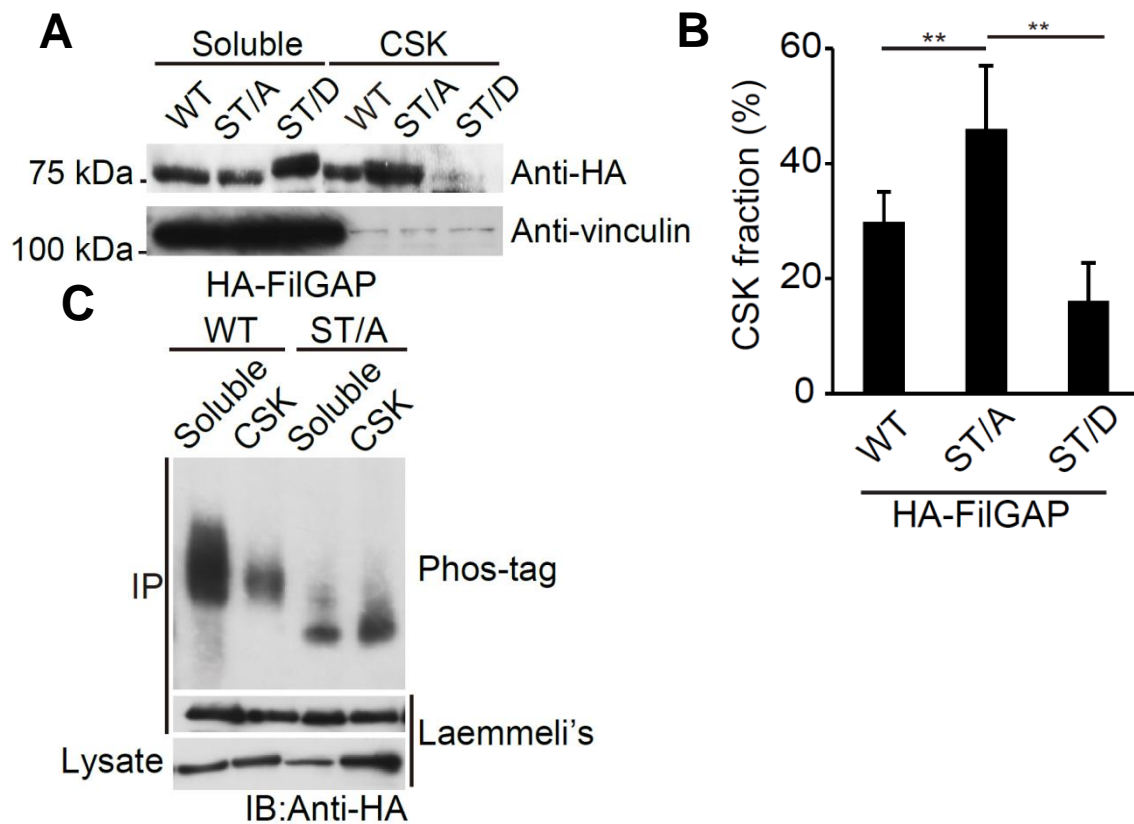 A
Soluble CSK
WT ST/A ST/D WT ST/A ST/D
75 kDa Anti-HA
100 kDa Anti-vinculin
HA-FilGAP
C
WT ST/A
Soluble CSK Soluble CSK
IP
Phos-tag
Laemmeli's
Lysate
IB:Anti-HA
B
** **
60
40
20
0
CSK fraction (%)
WT ST/A ST/D
HA-FilGAP